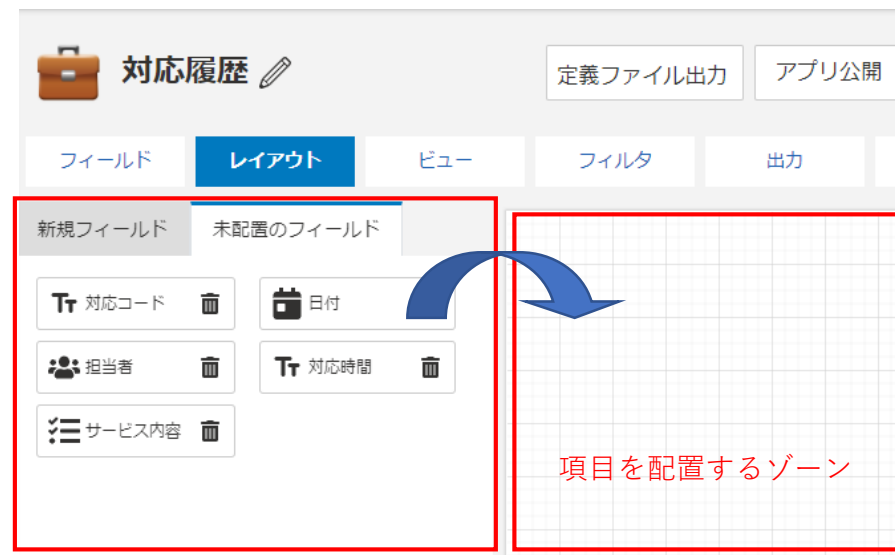 対応履歴
定義ファイル出力
アプリ公開
フィールド
レイアウト
ビュー
フィルタ
出力
新規フィールド
未配置のフィールド
対応コード
日付
担当者
対応時間
サービス内容
項目を配置するゾーン